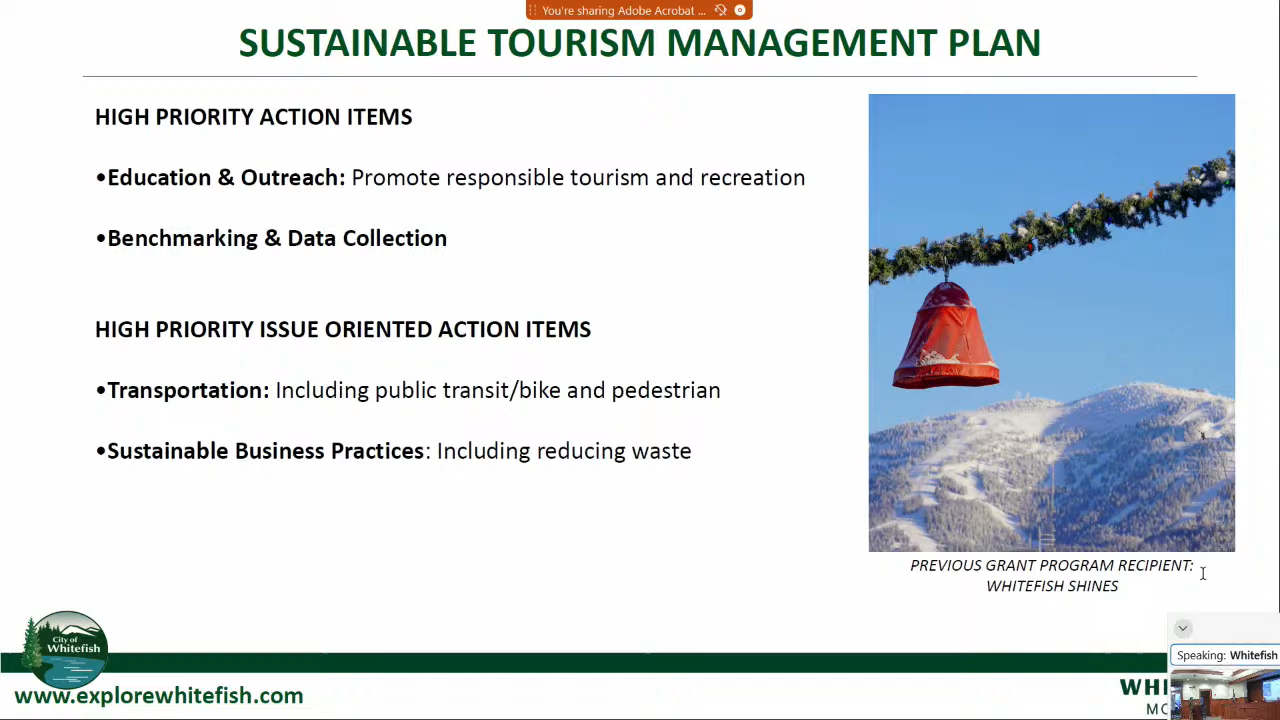 You're sharing Adobe Acrobat ...
SUSTAINABLE TOURISM MANAGEMENT PLAN
HIGH PRIORITY ACTION ITEMS
•Education & Outreach: Promote responsible tourism and recreation
•Benchmarking & Data Collection
HIGH PRIORITY ISSUE ORIENTED ACTION ITEMS
•Transportation: Including public transit/bike and pedestrian
•Sustainable Business Practices: Including reducing waste
PREVIOUS GRANT PROGRAM RECIPIENT:
WHITEFISH SHINES
City of
Whitefish
Speaking: Whitefish
www.explorewhitefish.com
WHI
MO